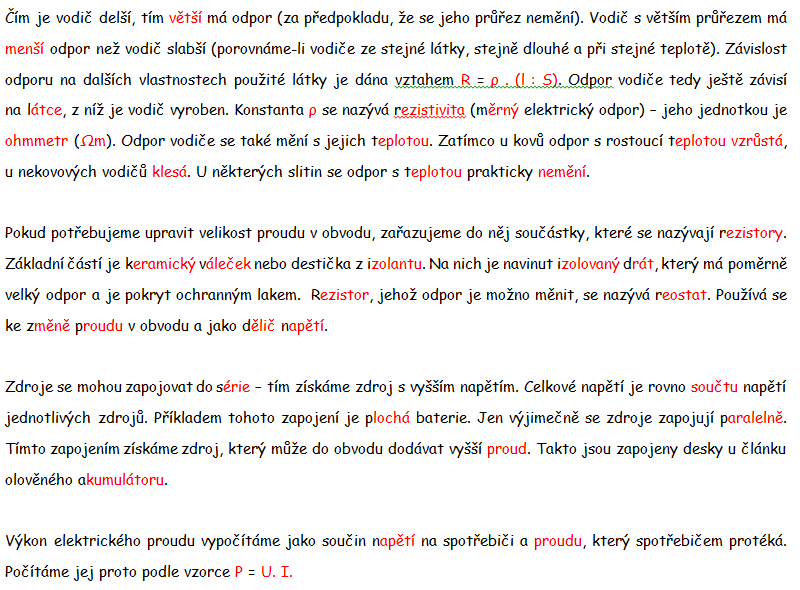 Čím je vodič delší, tím větší má odpor (za předpokladu, že se jeho průřez nemění). Vodič s větším průřezem má
menší odpor než vodič slabší (porovnáme-li vodiče ze stejné látky, stejně dlouhé a při stejné teplotě). Závislost
odporu na dalších vlastnostech použité látky je dána vztahem R = ρ . (l : S). Odpor vodiče tedy ještě závisí
na látce, z níž je vodič vyroben. Konstanta ρ se nazývá rezistivita (měrný elektrický odpor) – jeho jednotkou je
ohmmetr (Ωm). Odpor vodiče se také mění s jejich teplotou. Zatímco u kovů odpor s rostoucí teplotou vzrůstá,
u nekovových vodičů klesá. U některých slitin se odpor s teplotou prakticky nemění.
Pokud potřebujeme upravit velikost proudu v obvodu, zařazujeme do něj součástky, které se nazývají rezistory.
Základní částí je keramický váleček nebo destička z izolantu. Na nich je navinut izolovaný drát, který má poměrně
velký odpor a je pokryt ochranným lakem. Rezistor, jehož odpor je možno měnit, se nazývá reostat. Používá se
ke změně proudu v obvodu a jako dělič napětí.
Zdroje se mohou zapojovat do série – tím získáme zdroj s vyšším napětím. Celkové napětí je rovno součtu napětí
jednotlivých zdrojů. Příkladem tohoto zapojení je plochá baterie. Jen výjimečně se zdroje zapojují paralelně.
Tímto zapojením získáme zdroj, který může do obvodu dodávat vyšší proud. Takto jsou zapojeny desky u článku
olověného akumulátoru.
Výkon elektrického proudu vypočítáme jako součin napětí na spotřebiči a proudu, který spotřebičem protéká.
Počítáme jej proto podle vzorce P = U. I.